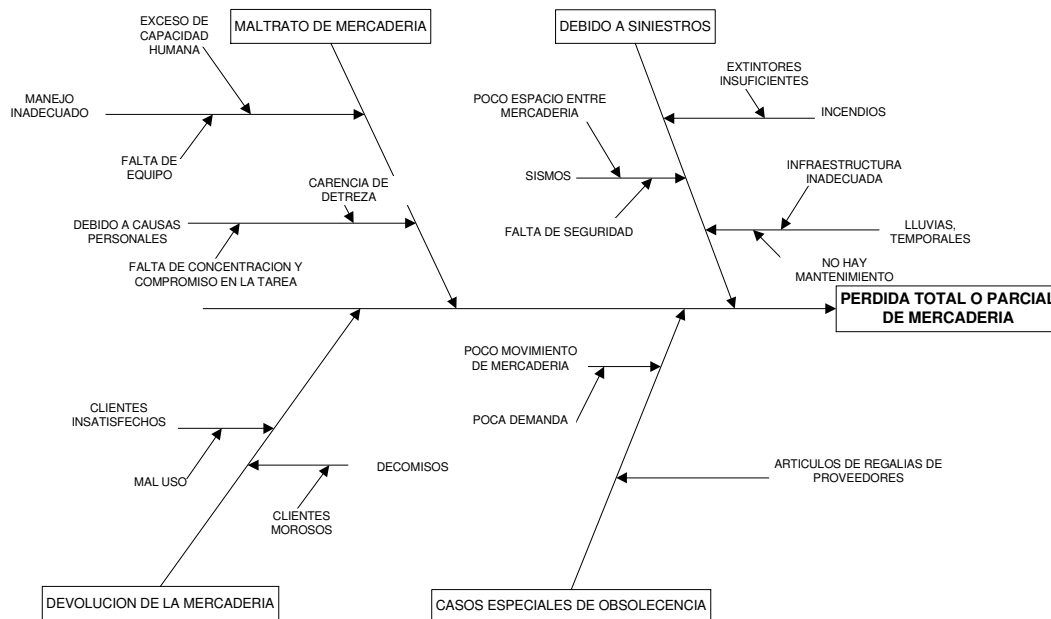 EXCESO DE
CAPACIDAD
HUMANA
MALTRATO DE MERCADERIA
DEBIDO A SINIESTROS
MANEJO
INADECUADO
FALTA DE
EQUIPO
CARENCIA DE
DETREZA
DEBIDO A CAUSAS
PERSONALES
FALTA DE CONCENTRACION Y
COMPROMISO EN LA TAREA
EXTINTORES
INSUFICIENTES
POCO ESPACIO ENTRE
MERCADERIA
INCENDIOS
SISMOS
INFRAESTRUCTURA
INADECUADA
FALTA DE SEGURIDAD
LLUVIAS,
TEMPORALES
NO HAY
MANTENIMIENTO
PERDIDA TOTAL O PARCIAL
DE MERCADERIA
POCO MOVIMIENTO
DE MERCADERIA
POCA DEMANDA
CLIENTES
INSATISFECHOS
MAL USO
DECOMISOS
CLIENTES
MOROSOS
ARTICULOS DE REGALIAS DE
PROVEEDORES
DEVOLUCION DE LA MERCADERIA
CASOS ESPECIALES DE OBSOLECENCIA